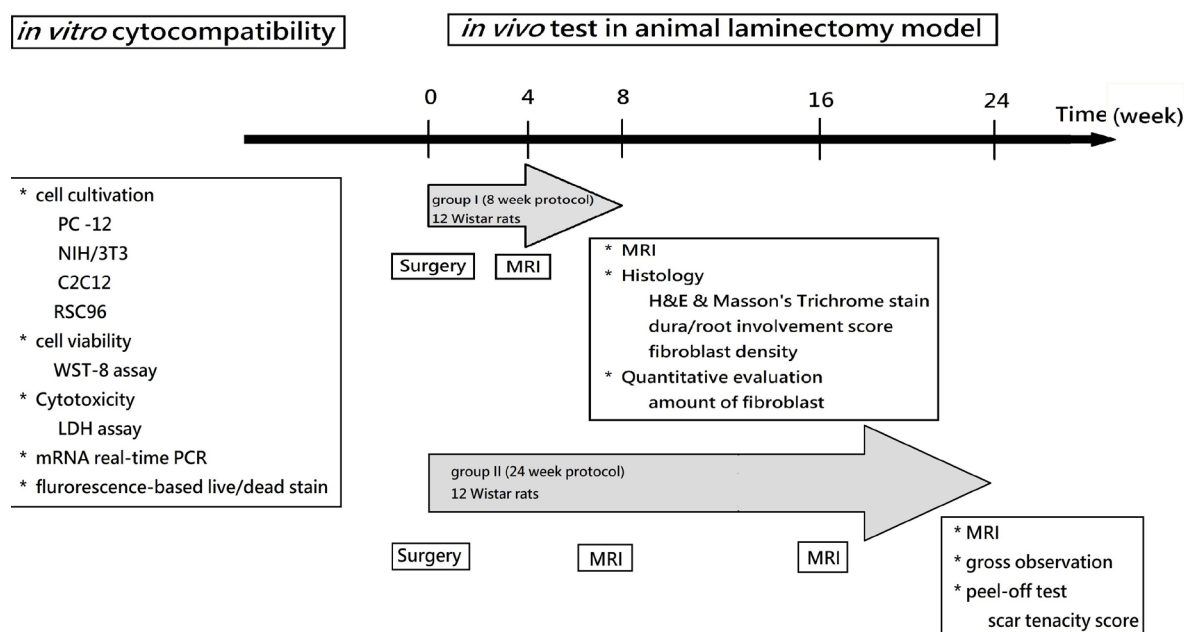 in vitro cytocompatibility
in vivo test in animal laminectomy model
0 4 8 16 24
Time (week)
* cell cultivation
PC -12
NIH/3T3
C2C12
RSC96
* cell viability
WST-8 assay
* Cytotoxicity
LDH assay
* mRNA real-time PCR
* flurorescence-based live/dead stain
group I (8 week protocol)
12 Wistar rats
Surgery
MRI
* MRI
* Histology
H&E & Masson's Trichrome stain
dura/root involvement score
fibroblast density
* Quantitative evaluation
amount of fibroblast
group II (24 week protocol)
12 Wistar rats
Surgery
MRI
MRI
* MRI
* gross observation
* peel-off test
scar tenacity score